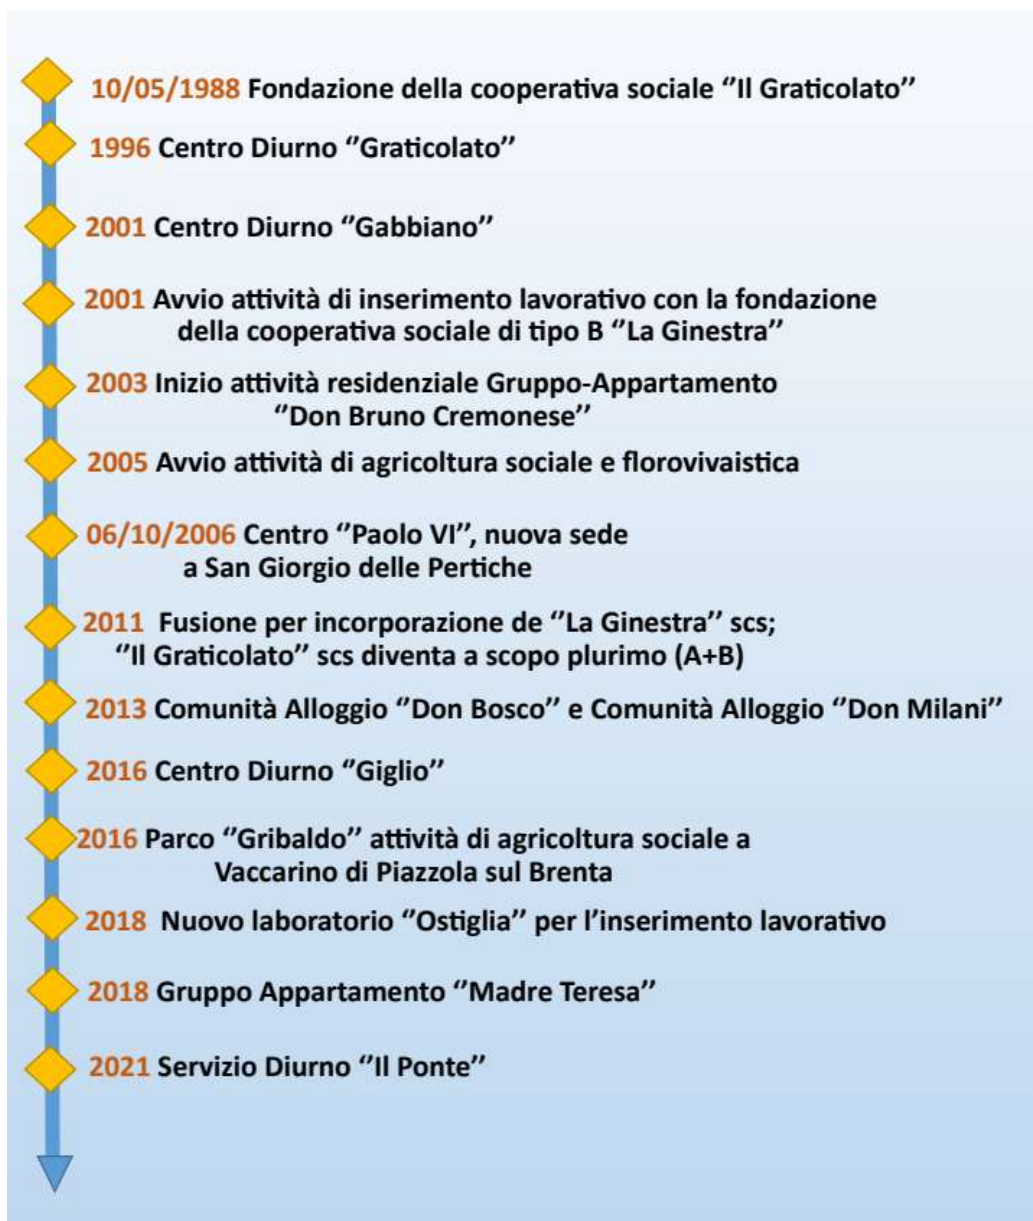 10/05/1988 Fondazione della cooperativa sociale “Il Graticolato”
1996 Centro Diurno “Graticolato”
2001 Centro Diurno “Gabbiano”
2001 Avvio attività di inserimento lavorativo con la fondazione
della cooperativa sociale di tipo B “La Ginestra”
2003 Inizio attività residenziale Gruppo-Appartamento
“Don Bruno Cremonese”
2005 Avvio attività di agricoltura sociale e florovivaistica
06/10/2006 Centro “Paolo VI”, nuova sede
a San Giorgio delle Pertiche
2011 Fusione per incorporazione de “La Ginestra” scs;
“Il Graticolato” scs diventa a scopo plurimo (A+B)
2013 Comunità Alloggio “Don Bosco” e Comunità Alloggio “Don Milani”
2016 Centro Diurno “Giglio”
2016 Parco “Gribaldo” attività di agricoltura sociale a
Vaccarino di Piazzola sul Brenta
2018 Nuovo laboratorio “Ostiglia” per l’inserimento lavorativo
2018 Gruppo Appartamento “Madre Teresa”
2021 Servizio Diurno “Il Ponte”